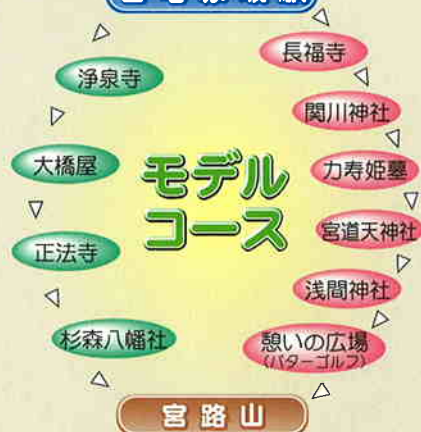 浄泉寺
大橋屋
正法寺
杉森八幡社
モデル
コース
長福寺
関川神社
力寿姫墓
宮道天神社
浅間神社
憩いの広場
(パターゴルフ)
宮路山